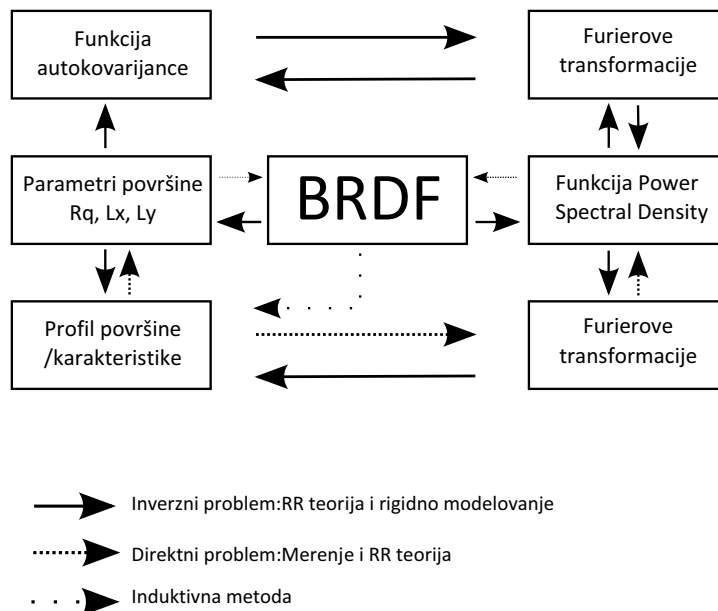 Funkcija
autokovarijance
Furierove
transformacije
Parametri površine
Rq, Lx, Ly
BRDF
Funkcija Power
Spectral Density
Profil površine
/karakteristike
Furierove
transformacije
Inverzni problem:RR teorija i rigidno modelovanje
Direktni problem:Merenje i RR teorija
Induktivna metoda